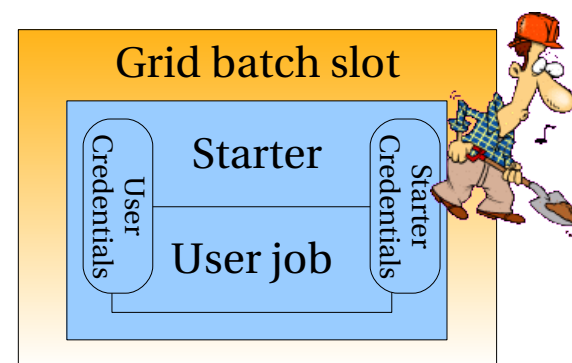 Grid batch slot
Starter
User
Credentials
Starter
Credentials
User job